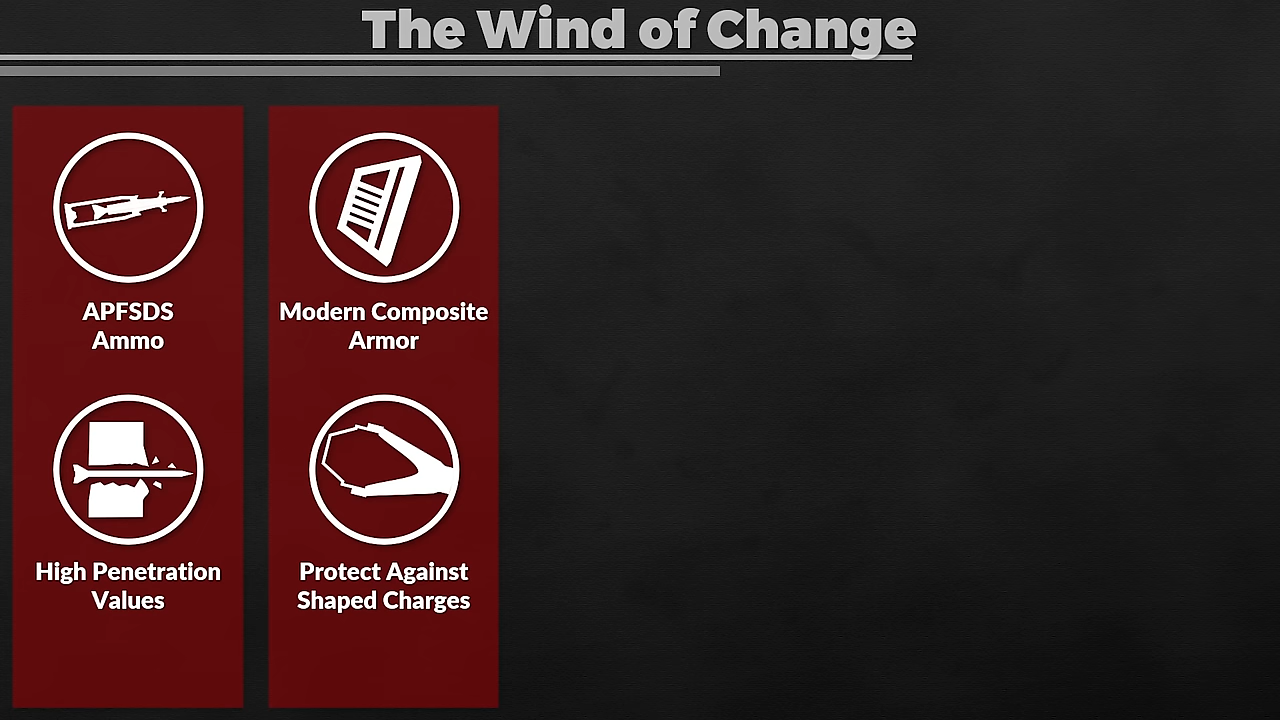 The Wind of Change
APFSDS
Ammo
High Penetration
Values
Modern Composite
Armor
Protect Against
Shaped Charges